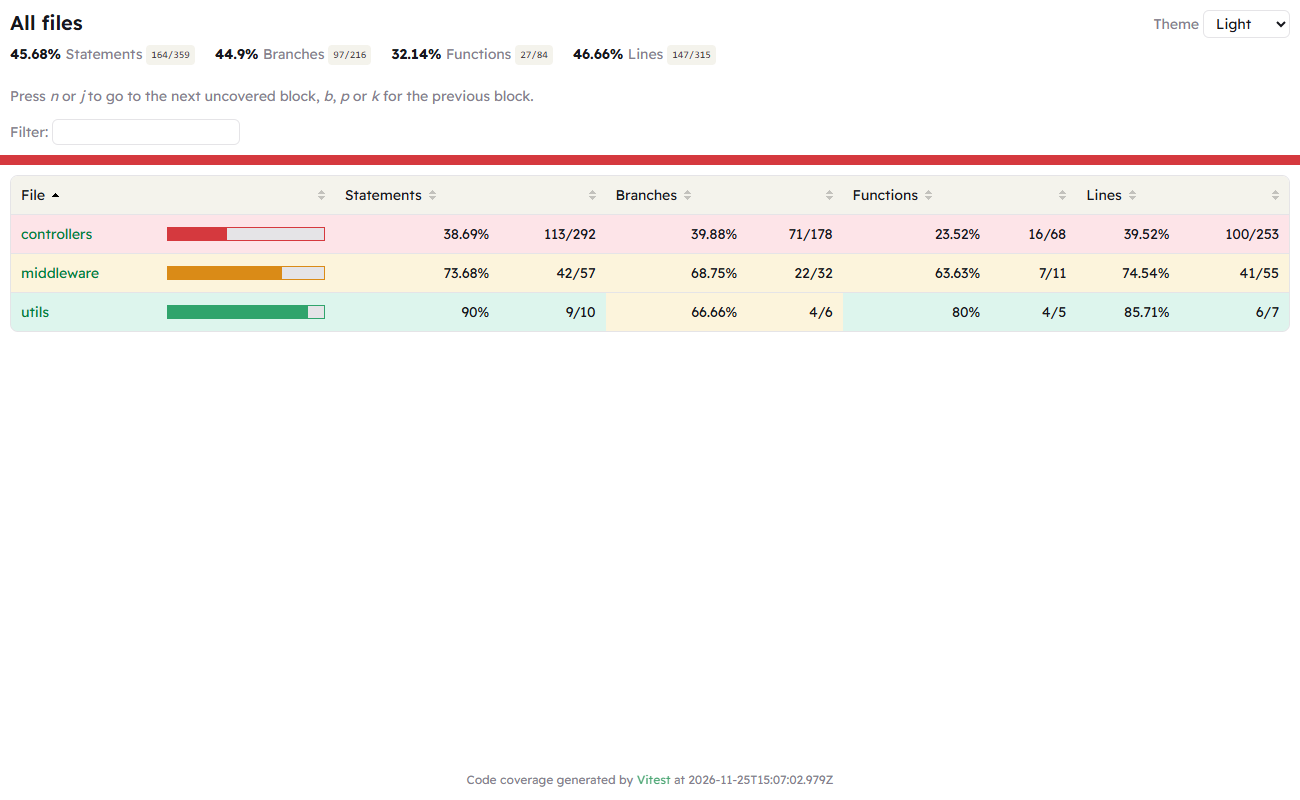 All files
Theme Light
45.68% Statements 164/359 44.9% Branches 97/216 32.14% Functions 27/84 46.66% Lines 147/315
Press n or j to go to the next uncovered block, b, p or k for the previous block.
Filter:
File Statements Branches Functions Lines
controllers 38.69% 113/292 39.88% 71/178 23.52% 16/68 39.52% 100/253
middleware 73.68% 42/57 68.75% 22/32 63.63% 7/11 74.54% 41/55
utils 90% 9/10 66.66% 4/6 80% 4/5 85.71% 6/7
Code coverage generated by Vitest at 2026-11-25T15:07:02.979Z